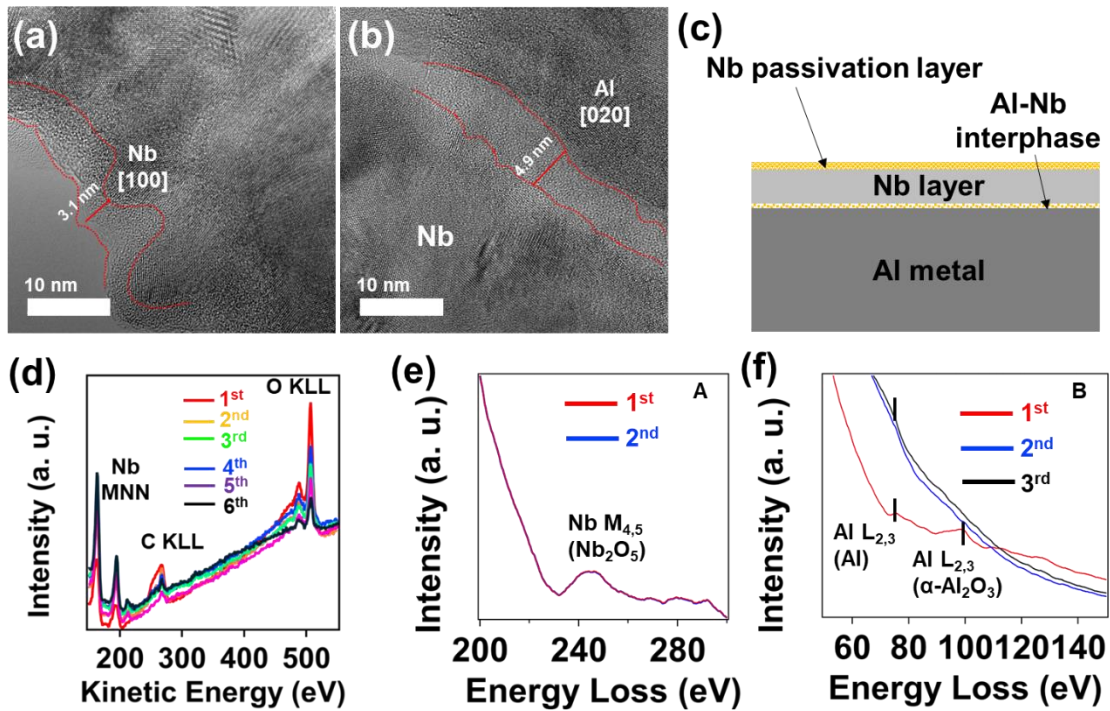 (a)
Nb
[100]
3.1 nm
10 nm
(b)
Al
[020]
4.9 nm
Nb
10 nm
(c)
Nb passivation layer
Al-Nb
interphase
Nb layer
Al metal
(d)
O KLL
1st
2nd
3rd
4th
5th
6th
Nb
MNN
C KLL
Intensity (a. u.)
200 300 400 500
Kinetic Energy (eV)
(e)
A
1st
2nd
Nb M4,5
(Nb2O5)
Intensity (a. u.)
200 240 280
Energy Loss (eV)
(f)
B
1st
2nd
3rd
Al L2,3
(Al)
Al L2,3
(α-Al2O3)
Intensity (a. u.)
60 80 100 120 140
Energy Loss (eV)